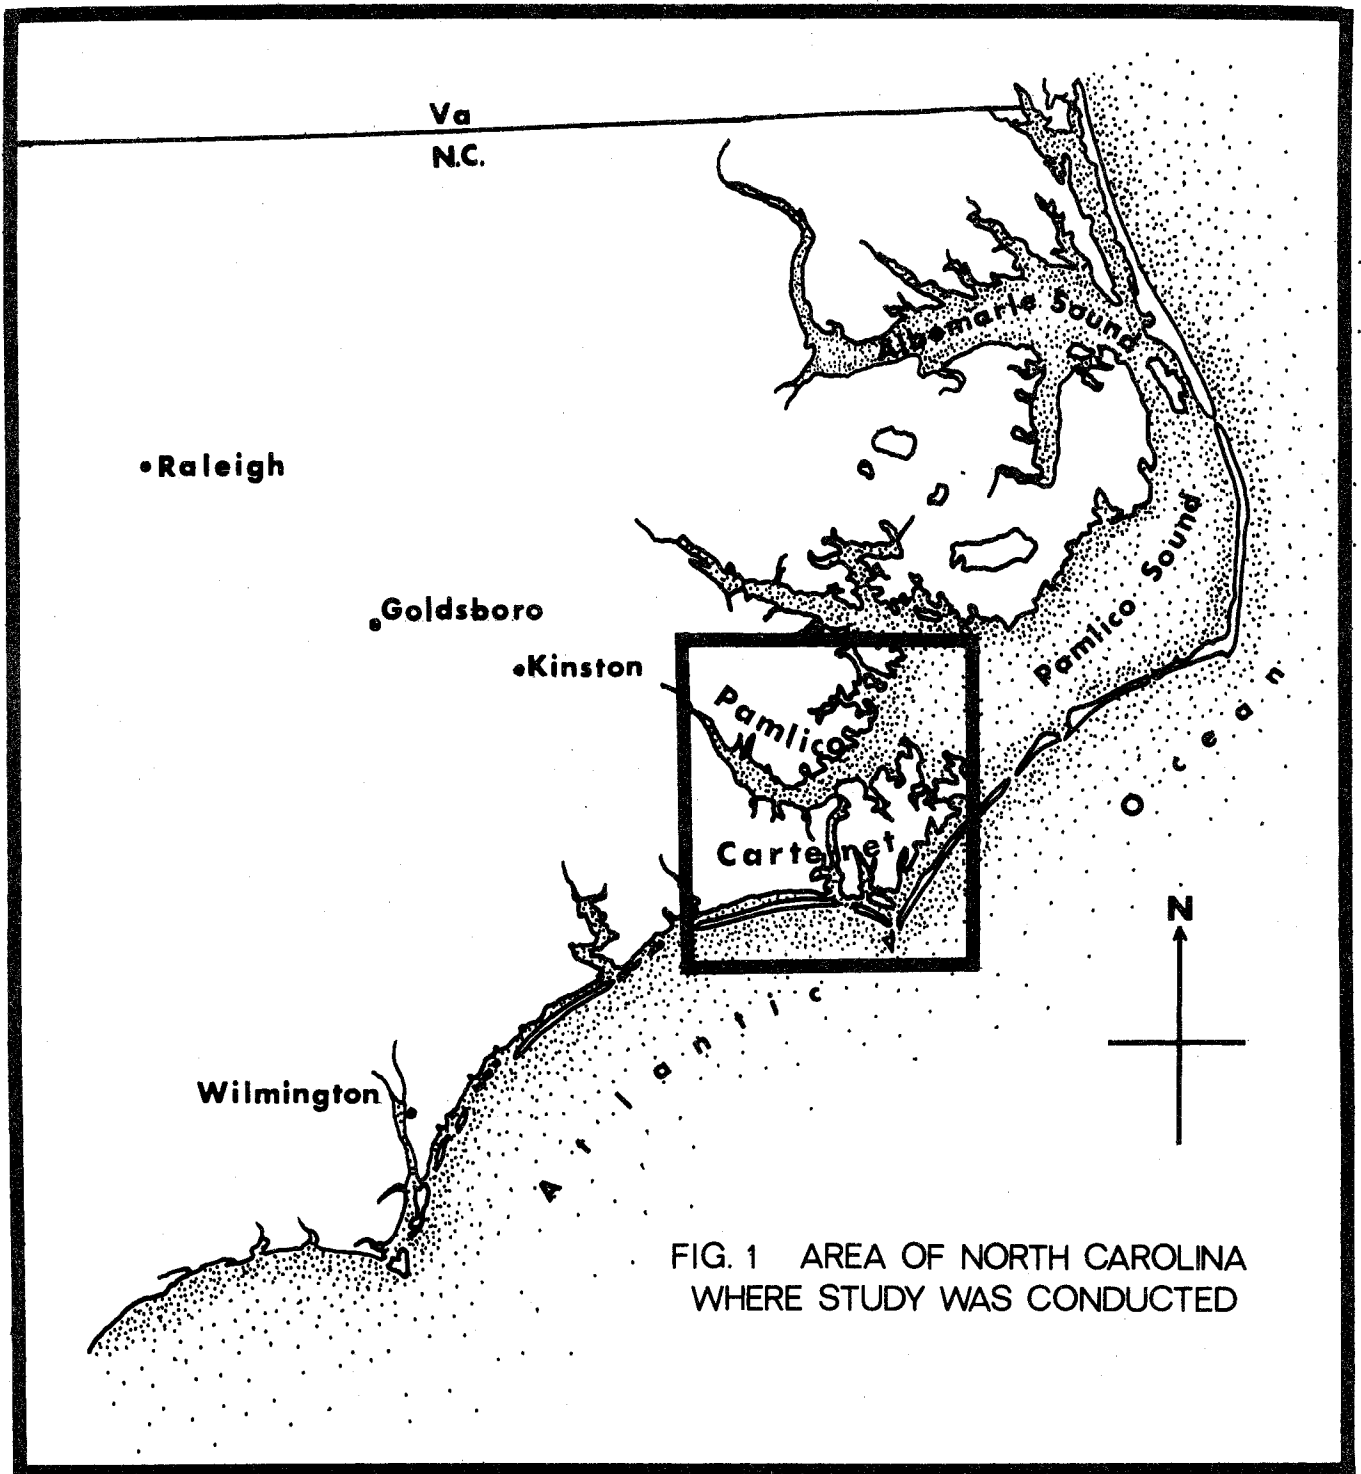 Va
N.C.
Albemarle Sound
Raleigh
Pamlico Sound
Goldsboro
Kinston
Pamlico
Carternet
Atlantic Ocean
N
Wilmington
FIG. 1 AREA OF NORTH CAROLINA
WHERE STUDY WAS CONDUCTED